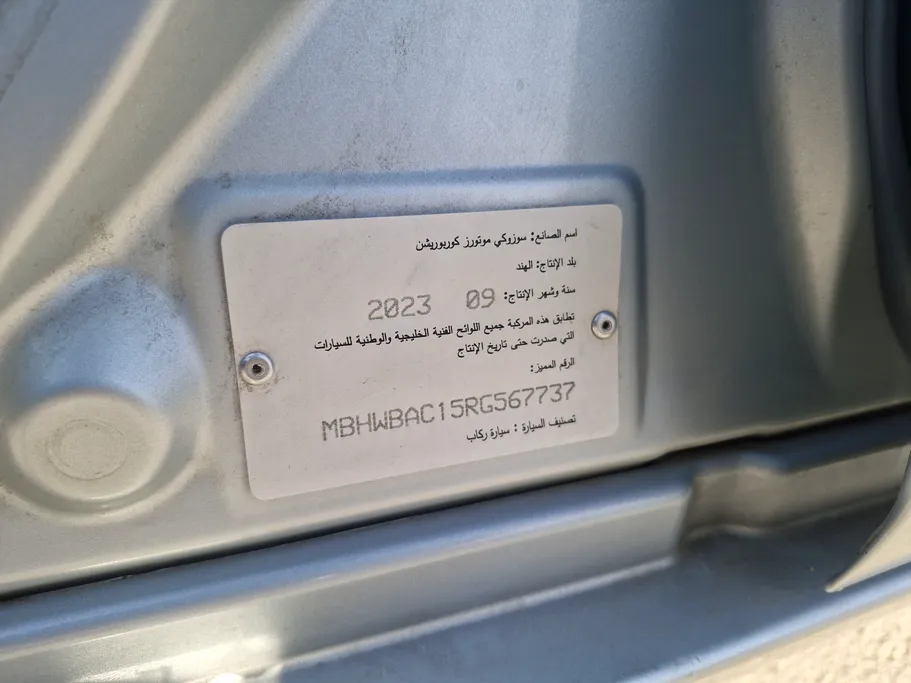 اسم الصانع: سوزوكي موتورز كوربوريشن
بلد الإنتاج: الهند
سنة وشهر الإنتاج: 09 2023
تطابق هذه المركبة جميع اللوائح الفنية الخليجية والوطنية للسيارات
التي صدرت حتى تاريخ الإنتاج
الرقم المميز:
MBHWBAC15RG567737
تصنيف السيارة : سيارة ركاب